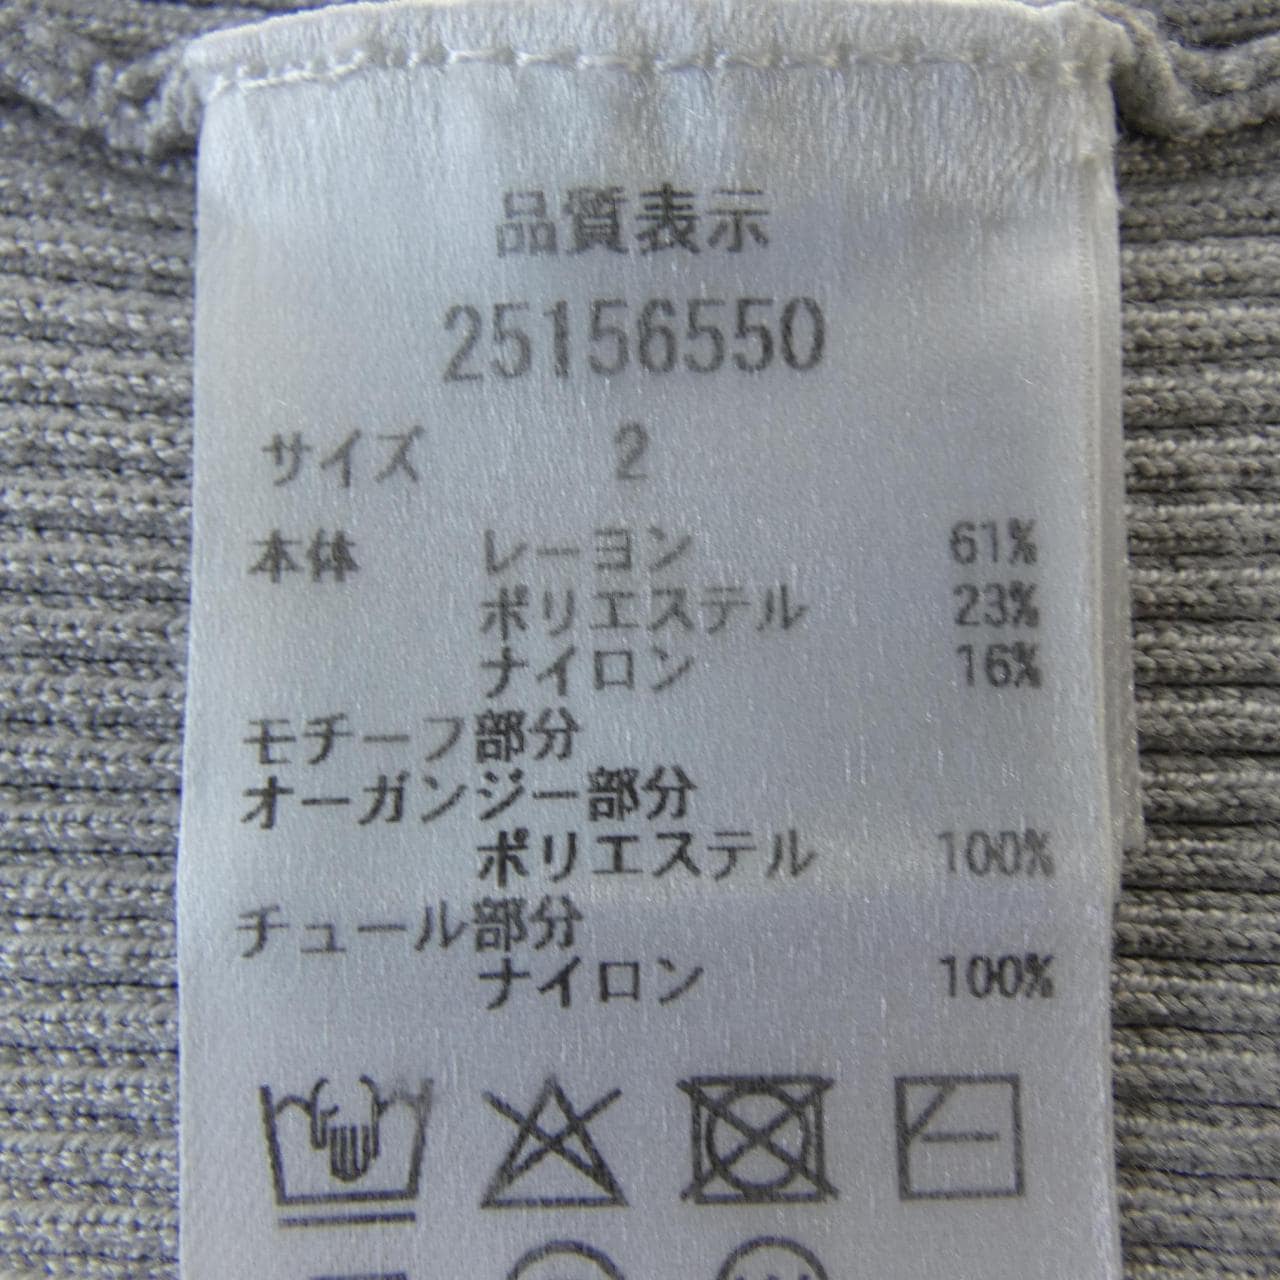 品質表示
25156550
サイズ 2
本体 レーヨン 61%
ポリエステル 23%
ナイロン 16%
モチーフ部分
オーガンジー部分
ポリエステル 100%
チュール部分
ナイロン 100%